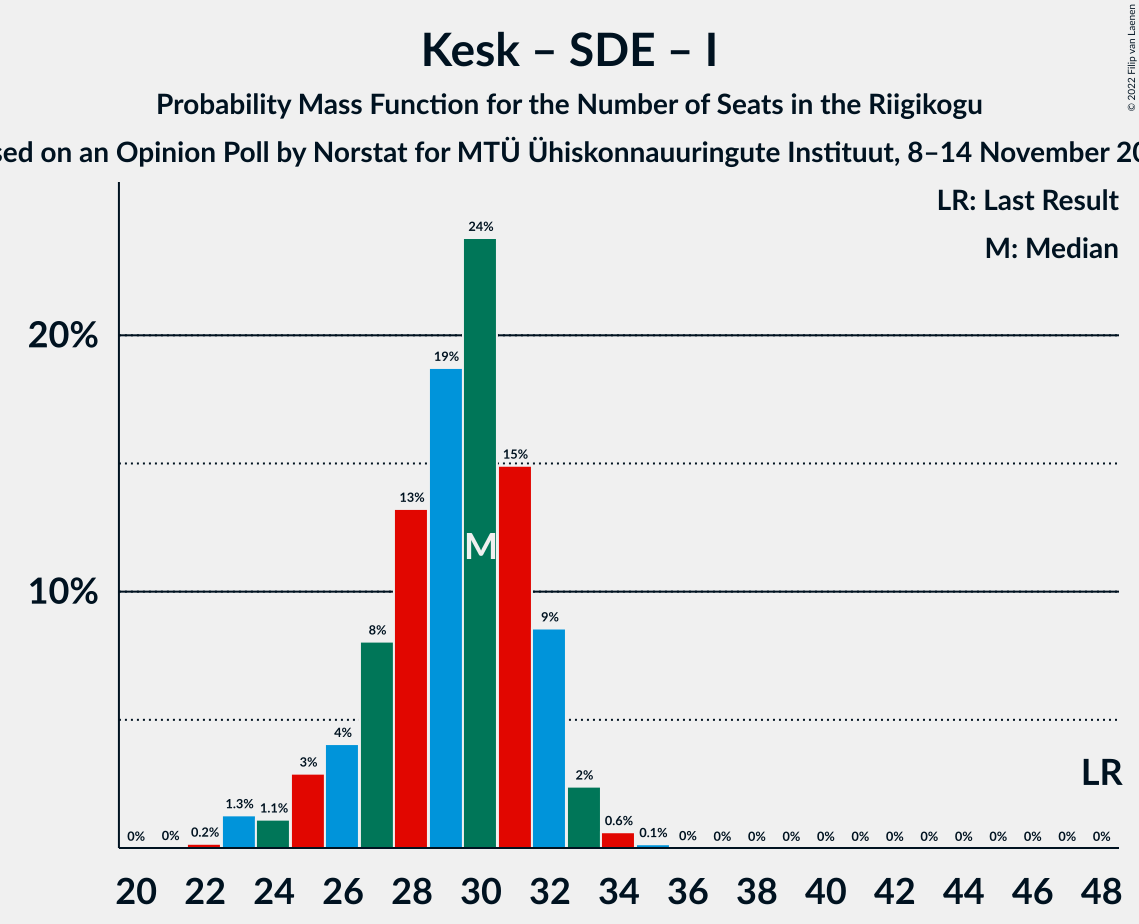 Kesk – SDE – I
Probability Mass Function for the Number of Seats in the Riigikogu
on an Opinion Poll by Norstat for MTÜ Ühiskonnauuringute Instituut, 8–14 November
© 2022 Filip van Laenen
LR: Last Result
M: Median
20%
10%
0% 0% 0.2% 1.3% 1.1% 3% 4% 8% 13% 19% 24% 15% 9% 2% 0.6% 0.1% 0% 0% 0% 0% 0% 0% 0% 0% 0% 0% 0% 0% 0%
M
LR
20 22 24 26 28 30 32 34 36 38 40 42 44 46 48